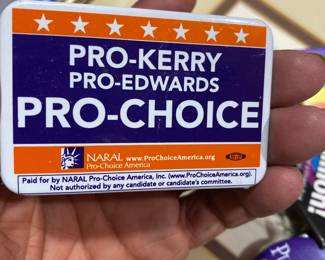 PRO-KERRY
PRO-EDWARDS
PRO-CHOICE
NARAL www.ProChoiceAmerica.org
Pro-Choice America
Paid for by NARAL Pro-Choice America, Inc. (www.ProChoiceAmerica.org).
Not authorized by any candidate or candidate's committee.